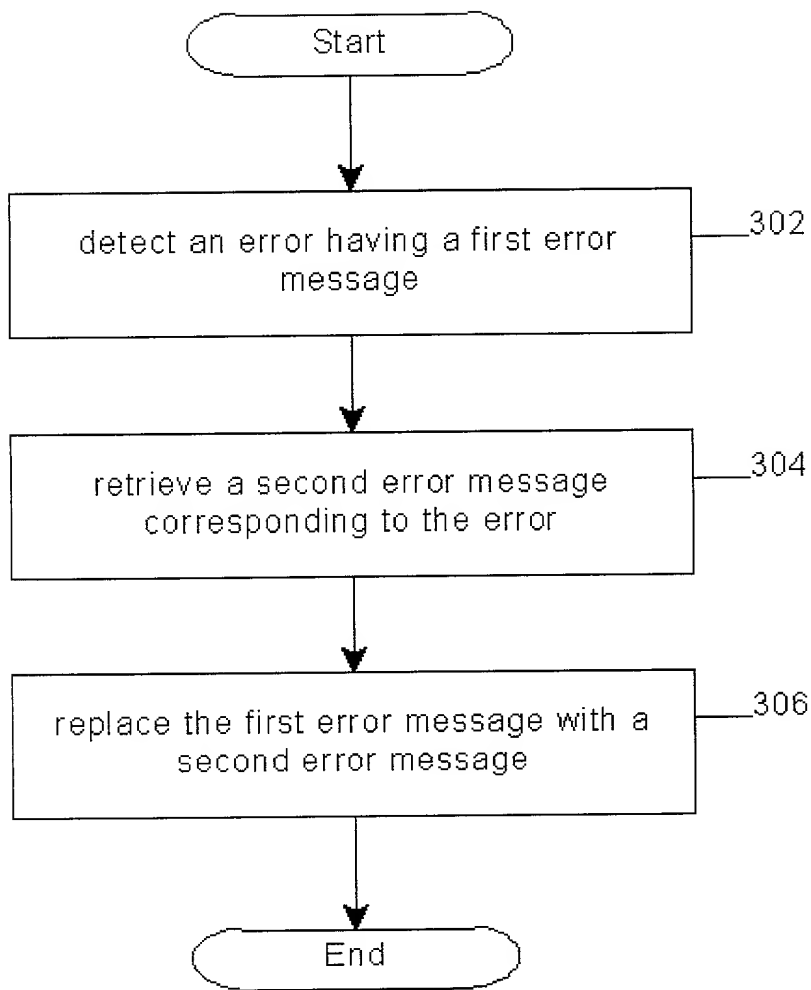 Start
detect an error having a first error
message
302
retrieve a second error message
corresponding to the error
304
replace the first error message with a
second error message
306
End